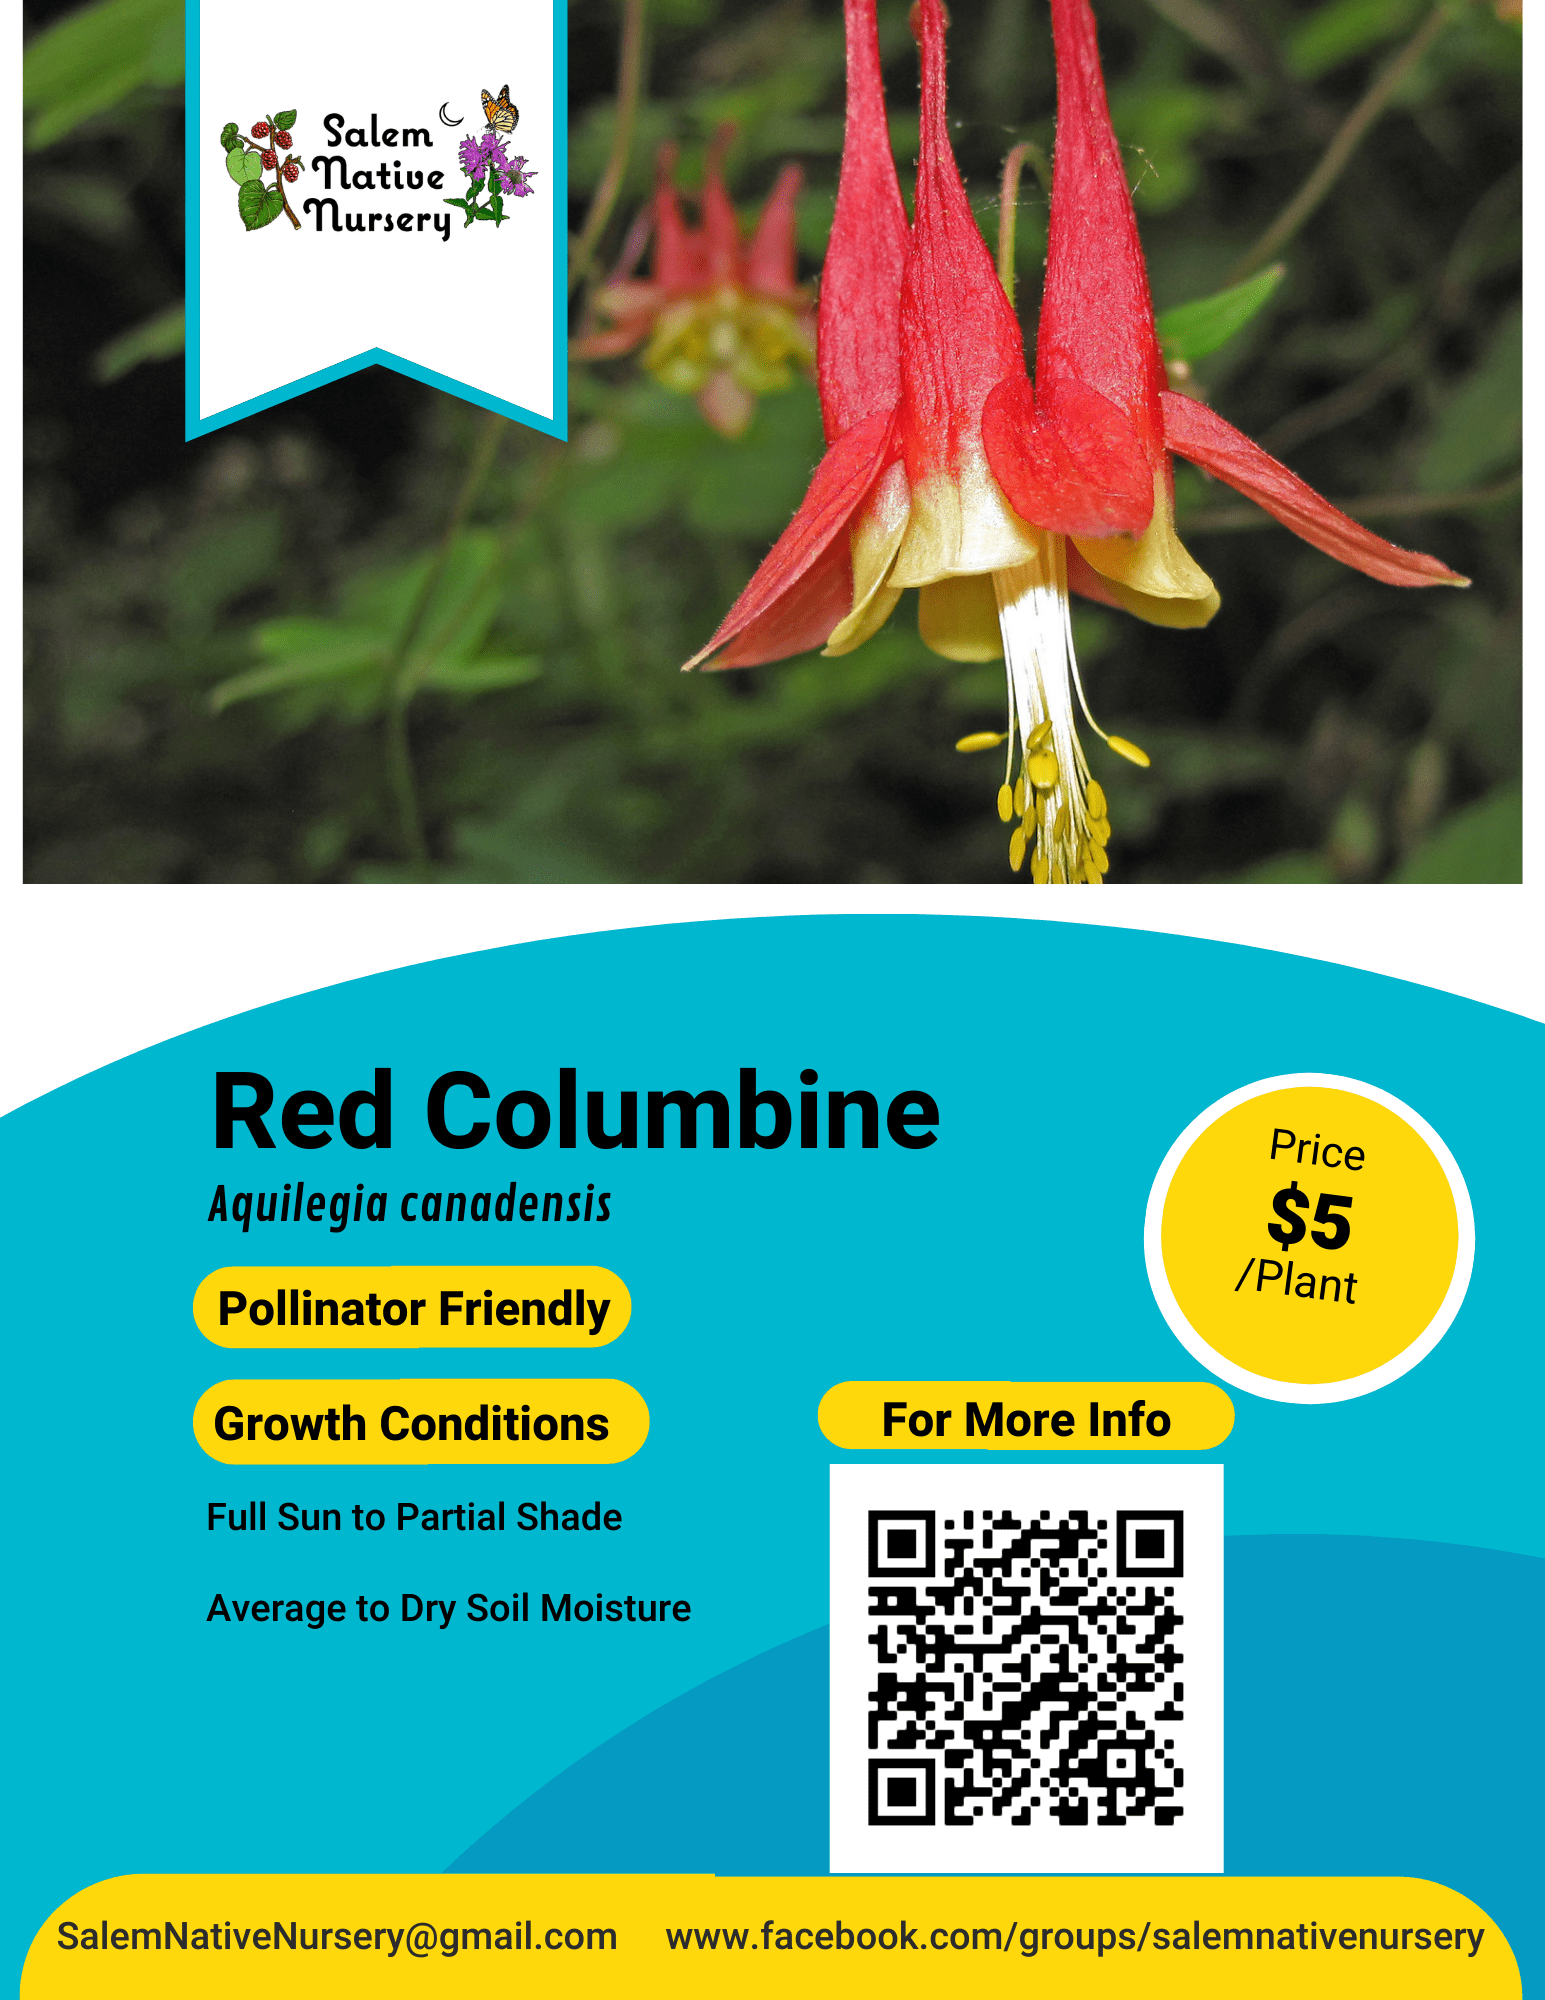 Salem
Native
Nursery
Red Columbine
Aquilegia canadensis
Price
$5
/Plant
Pollinator Friendly
Growth Conditions
Full Sun to Partial Shade
Average to Dry Soil Moisture
For More Info
SalemNativeNursery@gmail.com
www.facebook.com/groups/salemnativenursery